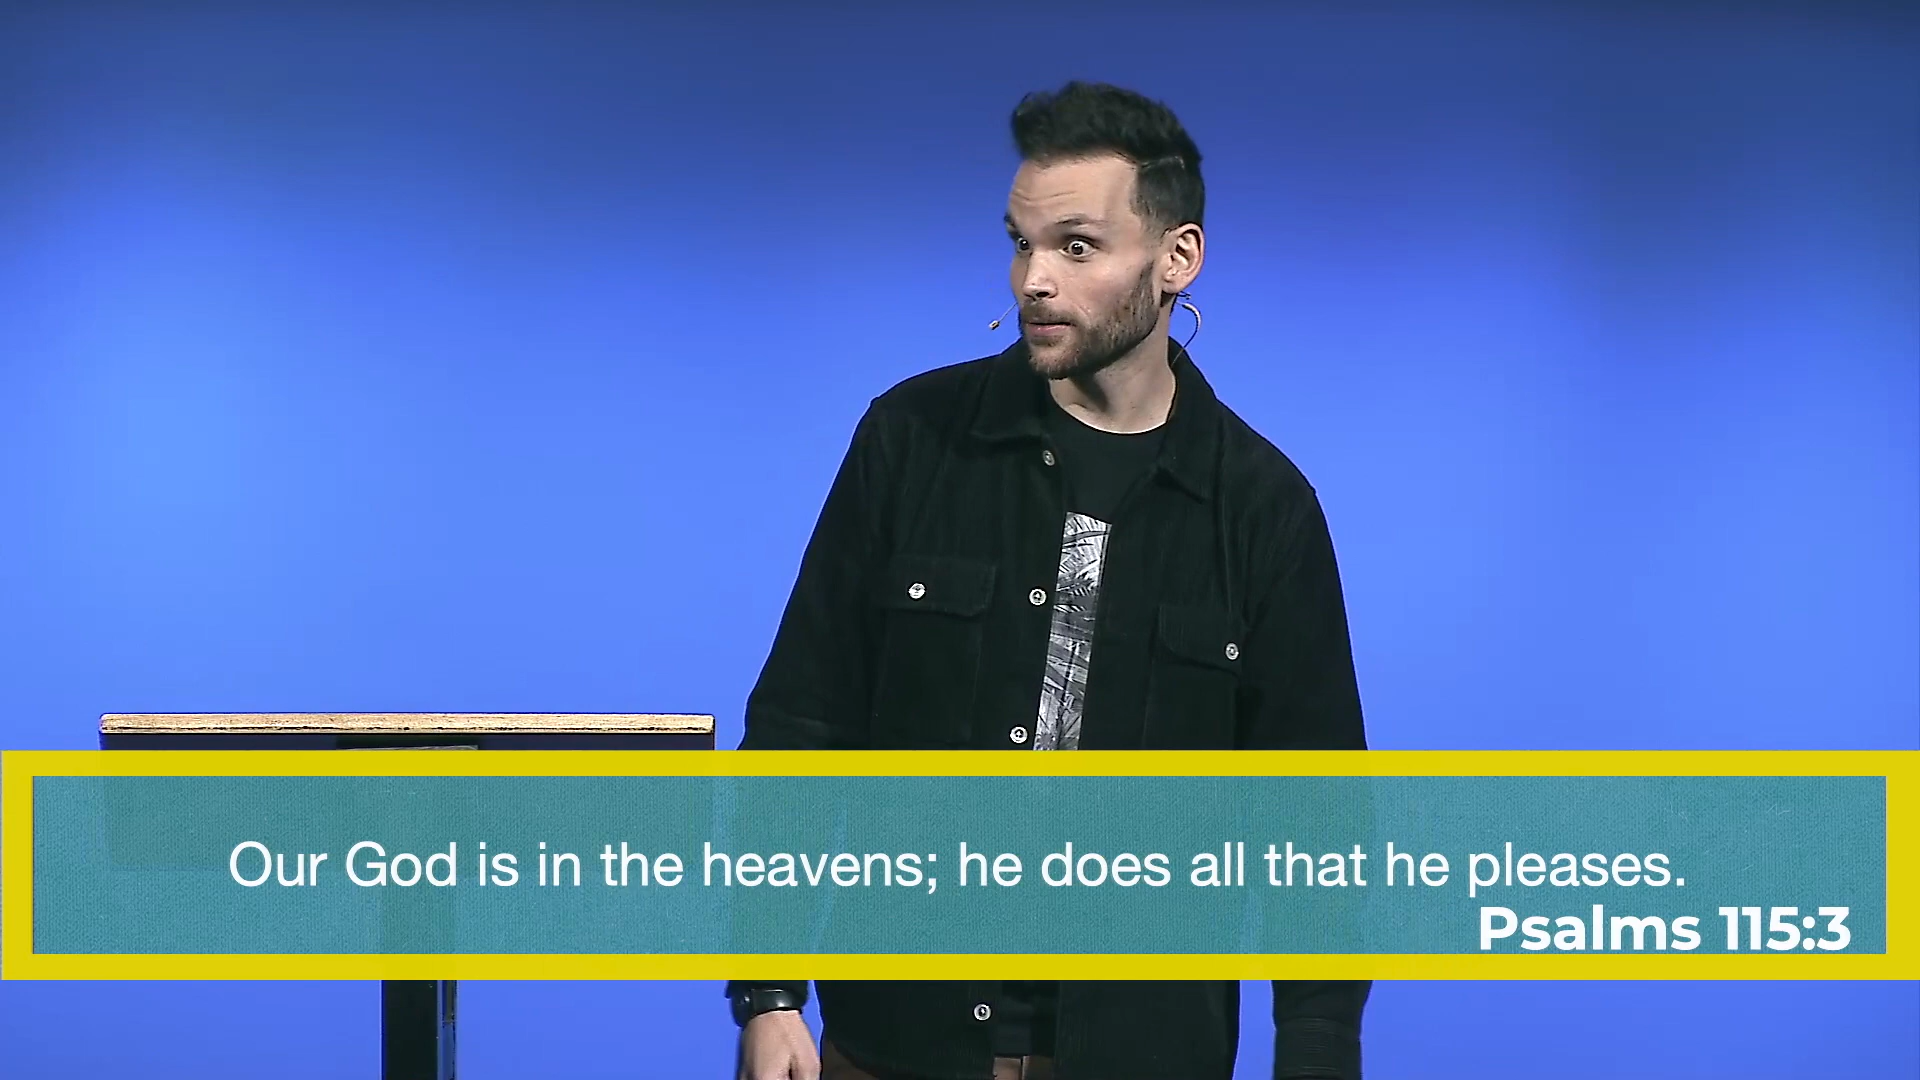 Our God is in the heavens; he does all that he pleases.
Psalms 115:3